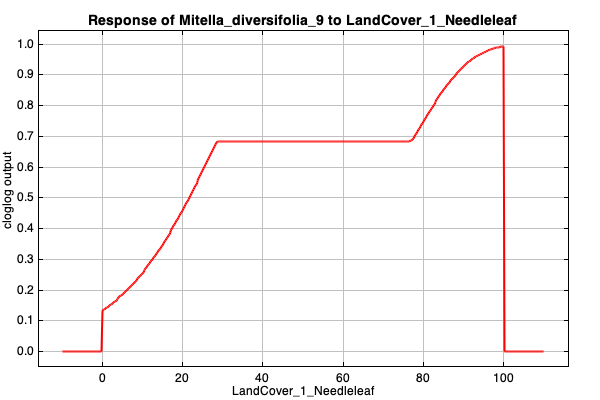 Response of Mitella_diversifolia_9 to LandCover_1_Needleleaf
1.0
0.9
0.8
0.7
0.6
0.5
0.4
0.3
0.2
0.1
0.0
cloglog output
0 20 40 60 80 100
LandCover_1_Needleleaf